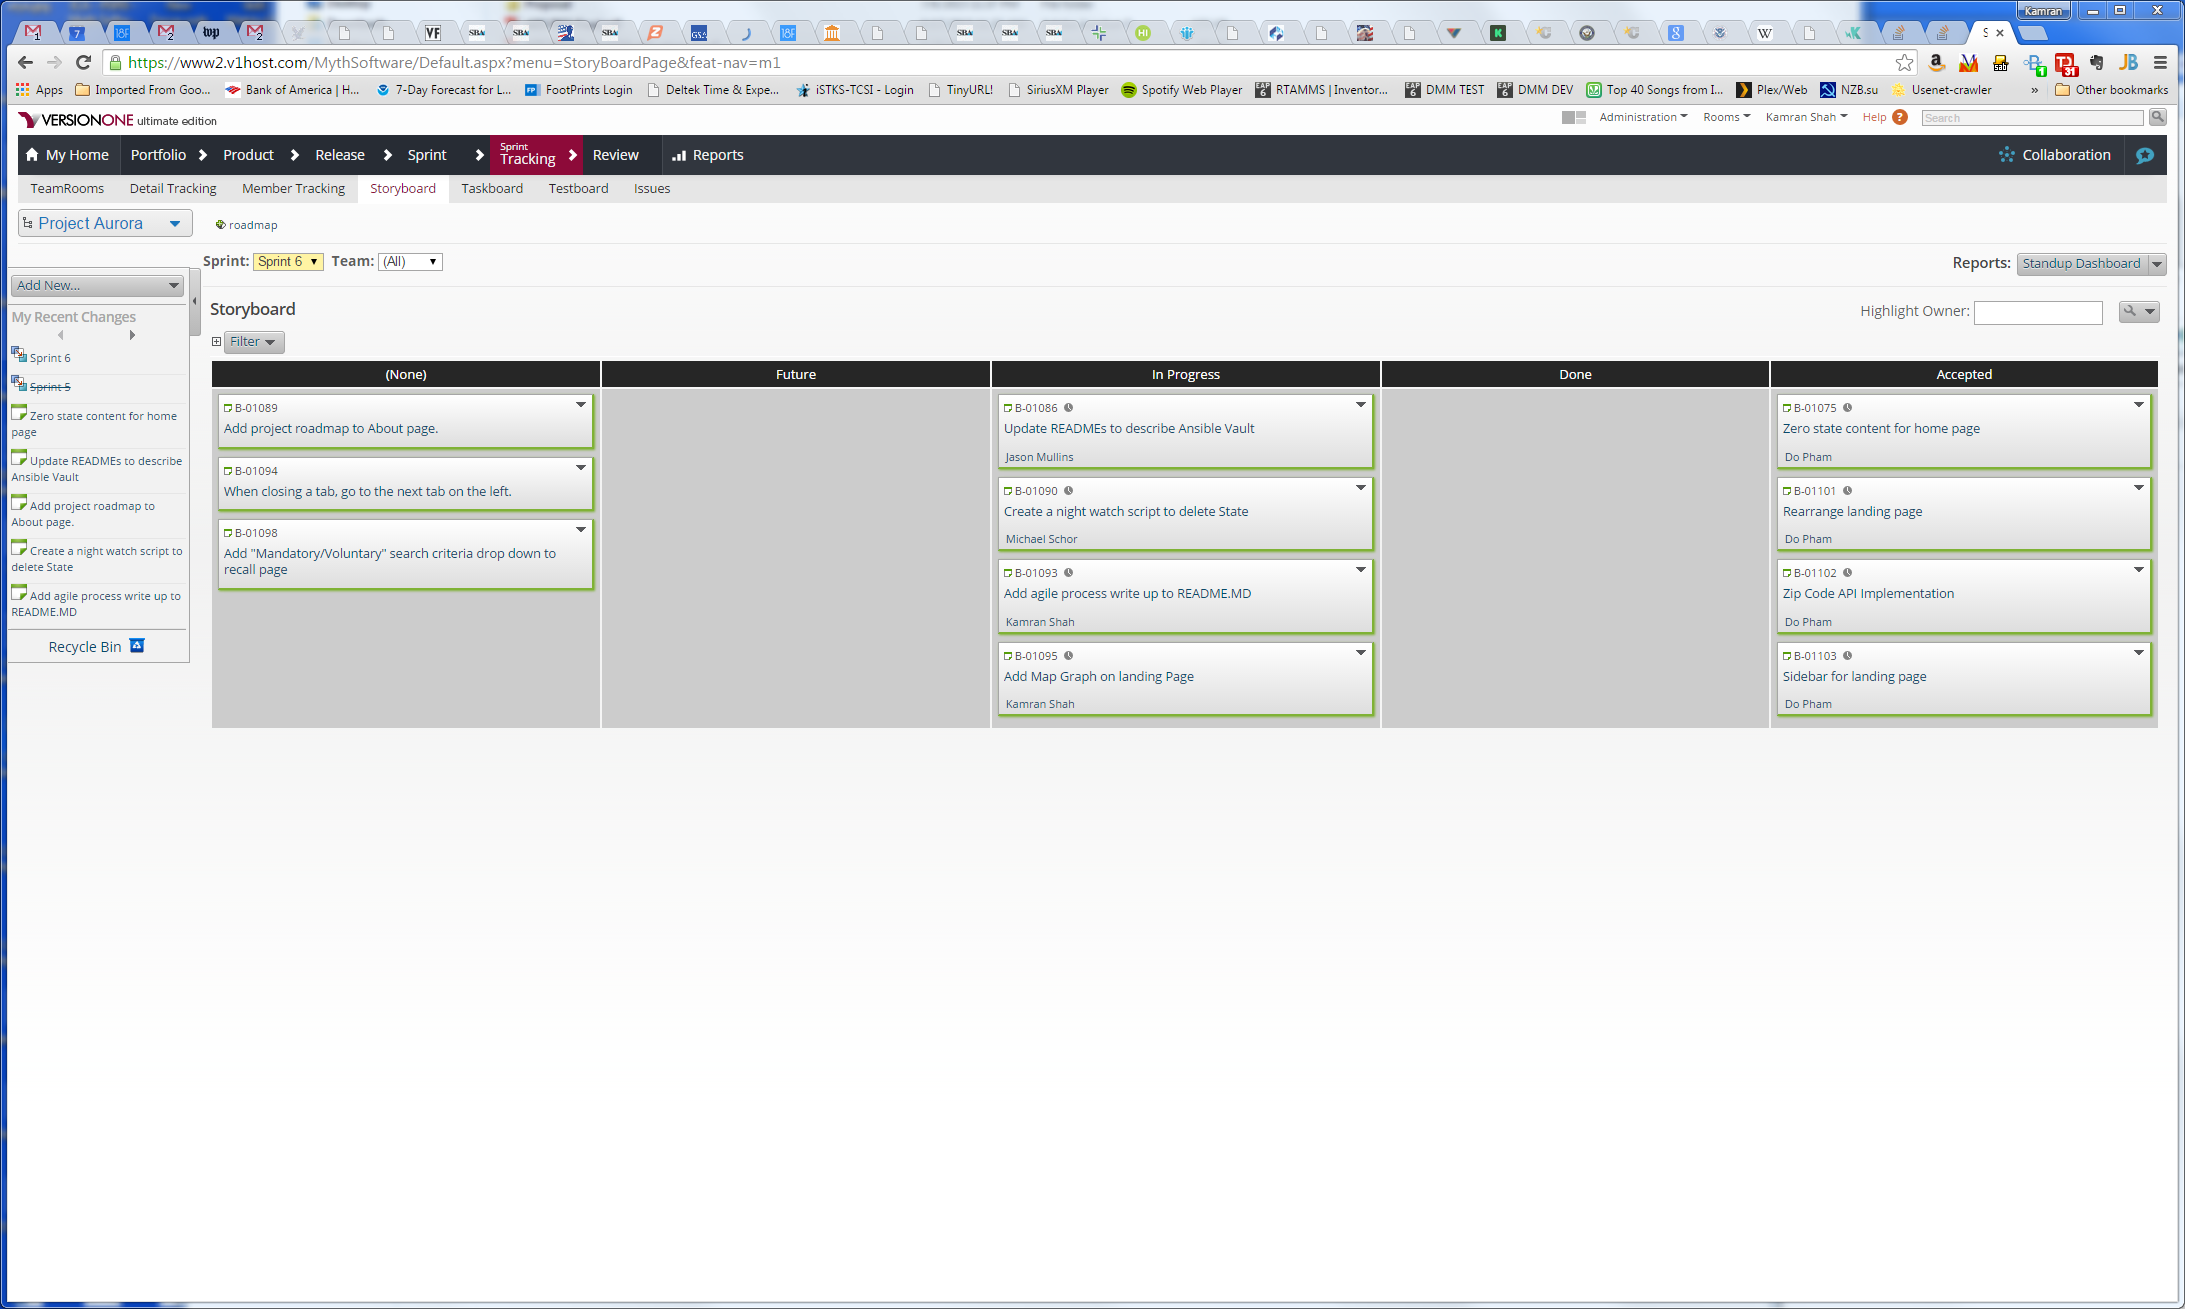 Kamran
S
https://www2.v1host.com/MythSoftware/Default.aspx?menu=StoryBoardPage&feat-nav=m1
Apps Imported From Goo... Bank of America | H... 7-Day Forecast for L... FootPrints Login Deltek Time & Expe... iSTKS-TCSI - Login TinyURL! SiriusXM Player Spotify Web Player RTAMMS | Inventor... DMM TEST DMM DEV Top 40 Songs from I... Plex/Web NZB.su Usenet-crawler » Other bookmarks
VERSIONONE ultimate edition
Administration Rooms Kamran Shah Help ? Search
My Home Portfolio Product Release Sprint Sprint Tracking Review Reports Collaboration
TeamRooms Detail Tracking Member Tracking Storyboard Taskboard Testboard Issues
Project Aurora roadmap
Sprint: Sprint 6 Team: (All)
Reports: Standup Dashboard
Add New...
My Recent Changes
Sprint 6
Sprint 5
Zero state content for home
page
Update READMEs to describe
Ansible Vault
Add project roadmap to
About page.
Create a night watch script to
delete State
Add agile process write up to
README.MD
Recycle Bin
Storyboard
Highlight Owner:
Filter
(None)
B-01089
Add project roadmap to About page.
B-01094
When closing a tab, go to the next tab on the left.
B-01098
Add "Mandatory/Voluntary" search criteria drop down to
recall page
Future
In Progress
B-01086
Update READMEs to describe Ansible Vault
Jason Mullins
B-01090
Create a night watch script to delete State
Michael Schor
B-01093
Add agile process write up to README.MD
Kamran Shah
B-01095
Add Map Graph on landing Page
Kamran Shah
Done
Accepted
B-01075
Zero state content for home page
Do Pham
B-01101
Rearrange landing page
Do Pham
B-01102
Zip Code API Implementation
Do Pham
B-01103
Sidebar for landing page
Do Pham